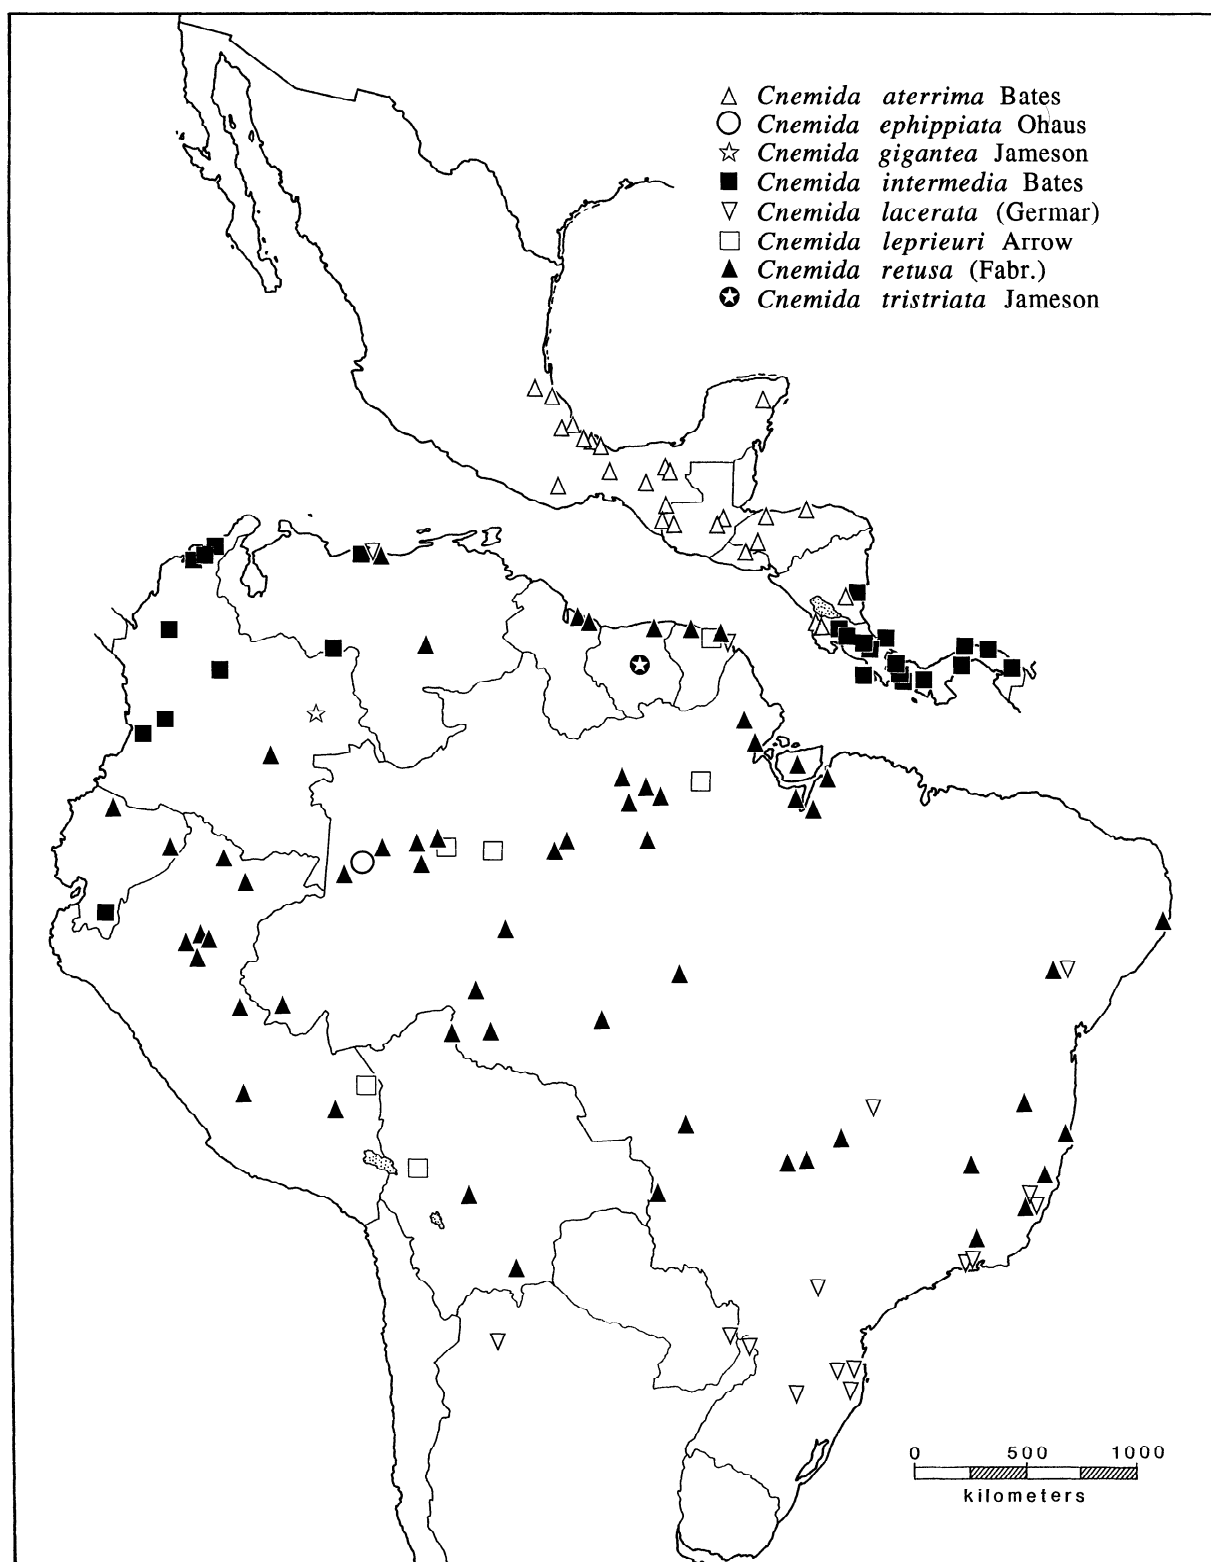 Cnemida aterrima Bates
Cnemida ephippiata Ohaus
Cnemida gigantea Jameson
Cnemida intermedia Bates
Cnemida lacerata (Germar)
Cnemida leprieuri Arrow
Cnemida retusa (Fabr.)
Cnemida tristriata Jameson
0 500 1000
kilometers